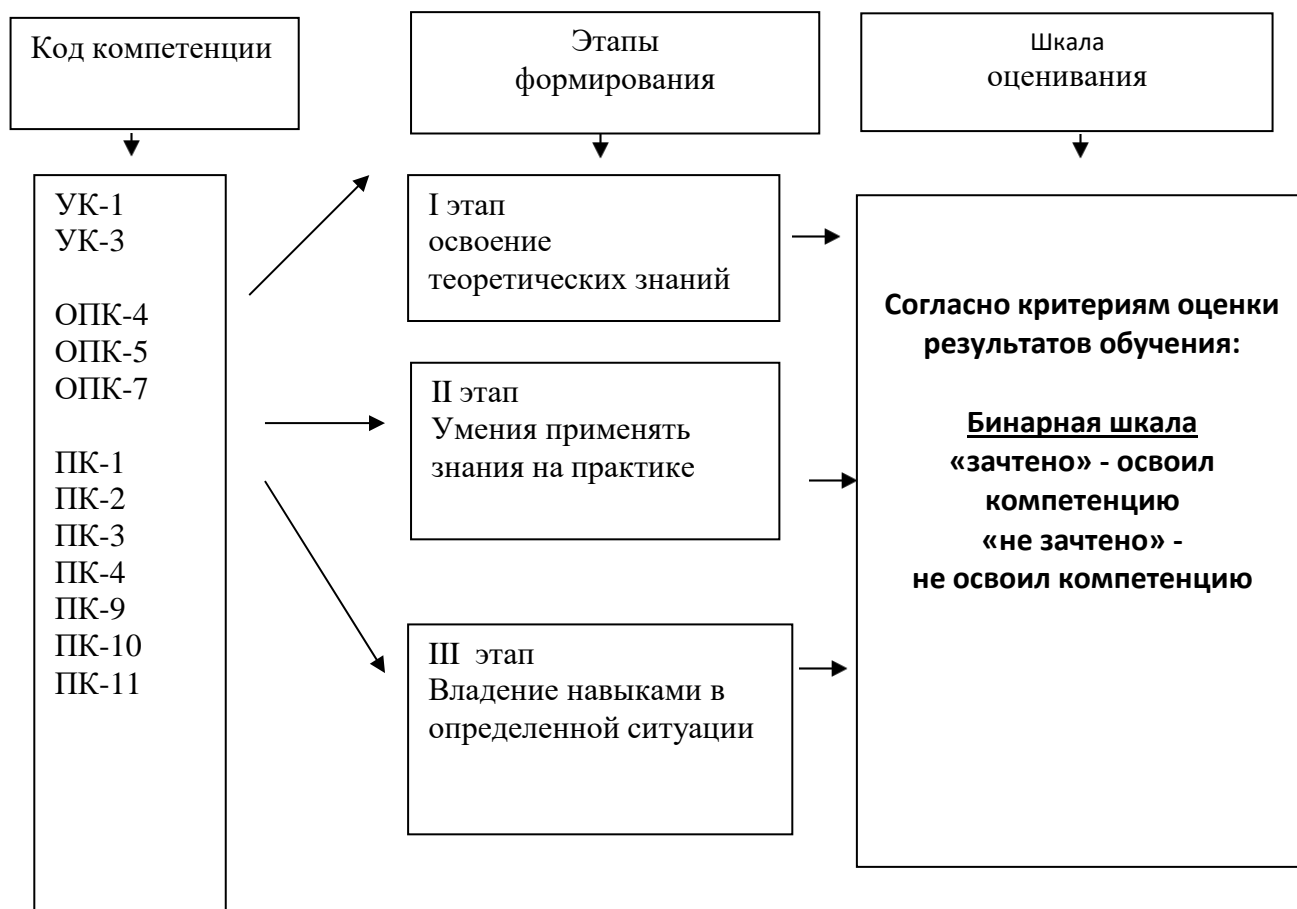 Код компетенции
Этапы
формирования
Шкала
оценивания
УК-1
УК-3
ОПК-4
ОПК-5
ОПК-7
ПК-1
ПК-2
ПК-3
ПК-4
ПК-9
ПК-10
ПК-11
I этап
освоение
теоретических знаний
II этап
Умения применять
знания на практике
III этап
Владение навыками в
определенной ситуации
Согласно критериям оценки
результатов обучения:
Бинарная шкала
«зачтено» - освоил
компетенцию
«не зачтено» -
не освоил компетенцию